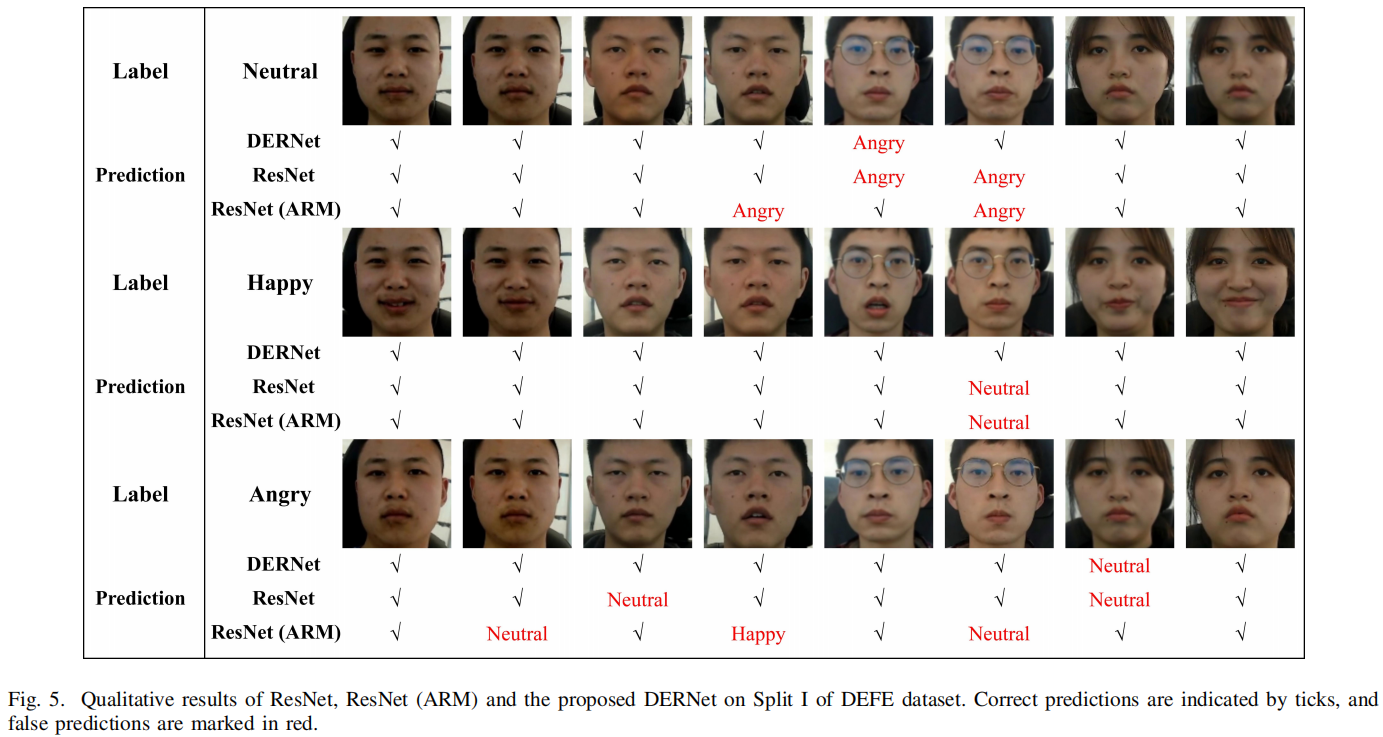 Label Neutral
DERNet √ √ √ √ Angry √ √ √
Prediction ResNet √ √ √ √ Angry Angry √ √
ResNet (ARM) √ √ √ Angry √ Angry √ √
Label Happy
DERNet √ √ √ √ √ √ √ √
Prediction ResNet √ √ √ √ √ Neutral √ √
ResNet (ARM) √ √ √ √ √ Neutral √ √
Label Angry
DERNet √ √ √ √ √ √ Neutral √
Prediction ResNet √ √ Neutral √ √ √ Neutral √
ResNet (ARM) √ Neutral √ Happy √ Neutral √ √
Fig. 5. Qualitative results of ResNet, ResNet (ARM) and the proposed DERNet on Split I of DEFE dataset. Correct predictions are indicated by ticks, and
false predictions are marked in red.